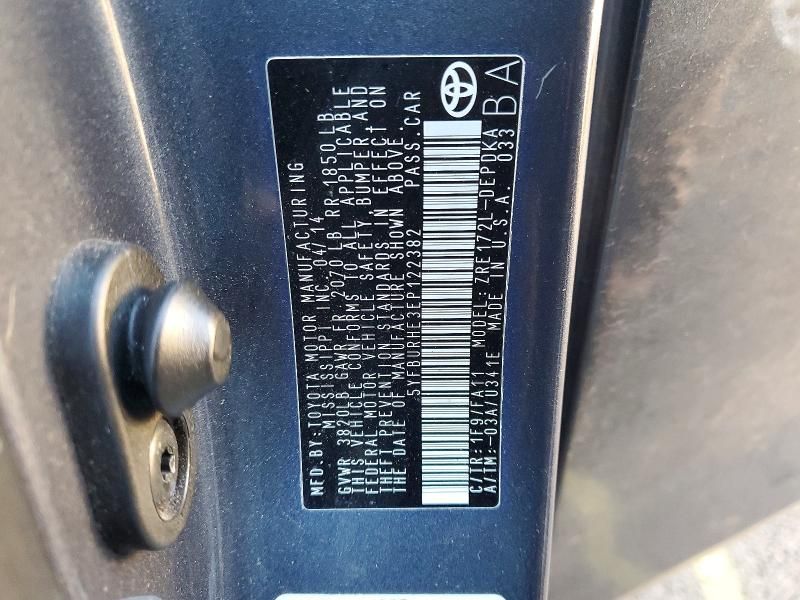 MFD.BY:TOYOTA MOTOR MANUFACTURING
MISSISSIPPI INC. 04/14
GVWR 3820LB GAWR FR 2070 LB RR 1850 LB
THIS VEHICLE CONFORMS TO ALL APPLICABLE
FEDERAL MOTOR VEHICLE SAFETY, BUMPER, AND
THEFT PREVENTION STANDARDS IN EFFECT ON
THE DATE OF MANUFACTURE SHOWN ABOVE.
5YFBURHE3EP122382 PASS.CAR
C/TR:1F9/FA11 MODEL: ZRE172L-DEPDKA
A/TM:-03A/U341E MADE IN U.S.A. 033
BA